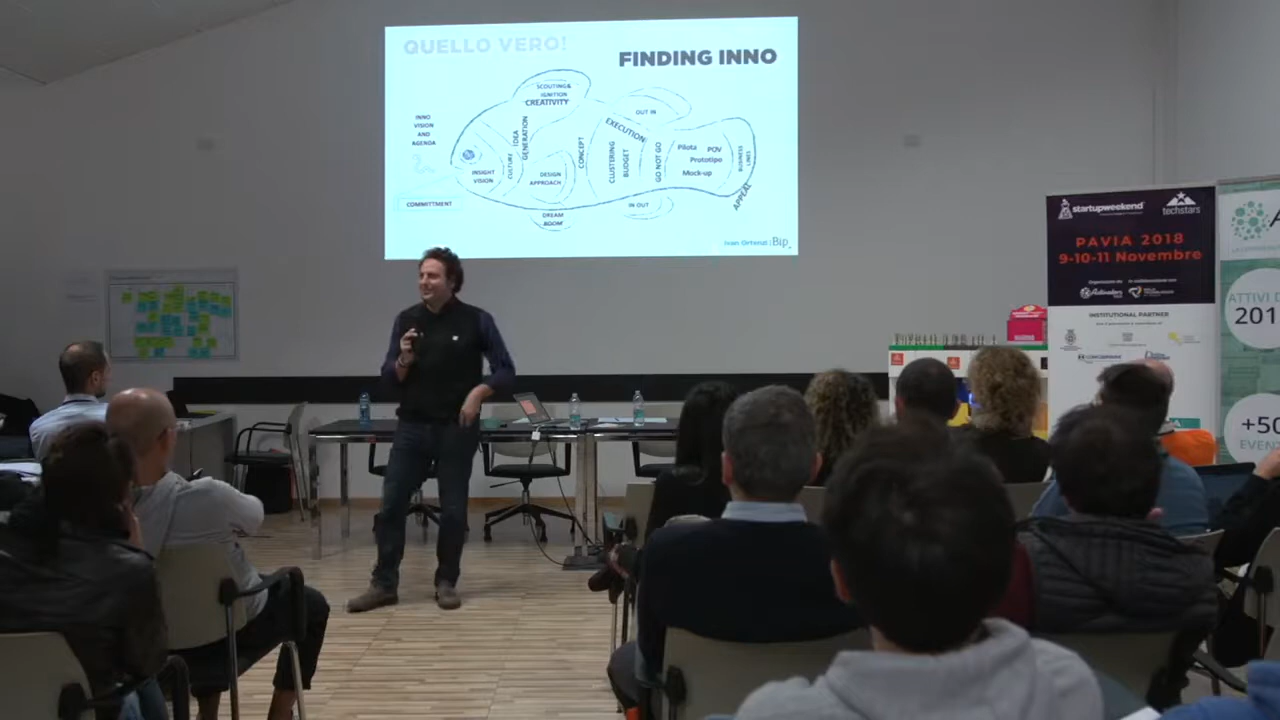 QUELLO VERO!
FINDING INNO
SCOUTING&
IGNITION
CREATIVITY
INNO
VISION
AND
AGENDA
IDEA
GENERATION
CULTURE
INSIGHT
VISION
DESIGN
APPROACH
CONCEPT
OUT IN
EXECUTION
CLUSTERING
BUDGET
GO NOT GO
Pilota POV
Prototipo
Mock-up
BUSINESS
LINES
APPEAL
COMMITTMENT
DREAM
ROOM
IN OUT
Ivan Ortenzi | Bip.
startupweekend
techstars
PAVIA 2018
9-10-11 Novembre
INSTITUTIONAL PARTNER
ATTIVI D
201
+50
EVEN